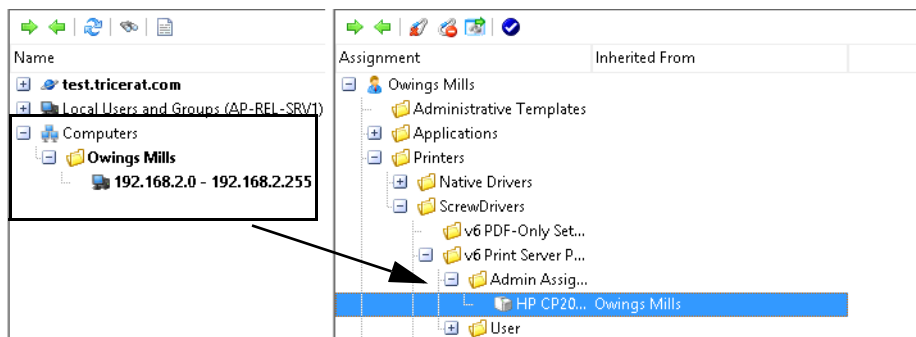 Name
test.tricerat.com
Local Users and Groups (AP-REL-SRV1)
Computers
Owings Mills
192.168.2.0 - 192.168.2.255
Assignment Inherited From
Owings Mills
Administrative Templates
Applications
Printers
Native Drivers
ScrewDrivers
v6 PDF-Only Set...
v6 Print Server P...
Admin Assig...
HP CP20... Owings Mills
User